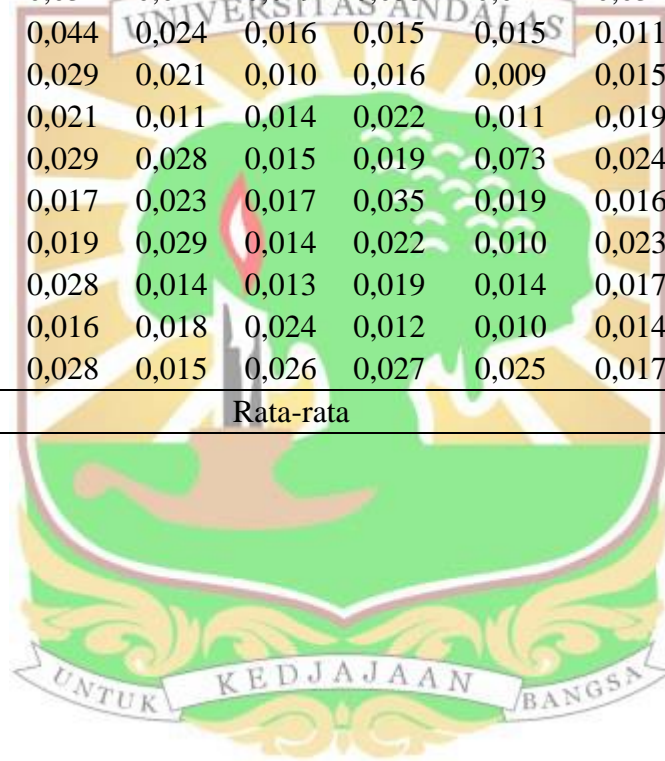 UNIVERSITAS ANDALAS
0,044 0,024 0,016 0,015 0,015 0,011
0,029 0,021 0,010 0,016 0,009 0,015
0,021 0,011 0,014 0,022 0,011 0,019
0,029 0,028 0,015 0,019 0,073 0,024
0,017 0,023 0,017 0,035 0,019 0,016
0,019 0,029 0,014 0,022 0,010 0,023
0,028 0,014 0,013 0,019 0,014 0,017
0,016 0,018 0,024 0,012 0,010 0,014
0,028 0,015 0,026 0,027 0,025 0,017
Rata-rata
UNTUK KEDJAJAAN BANGSA